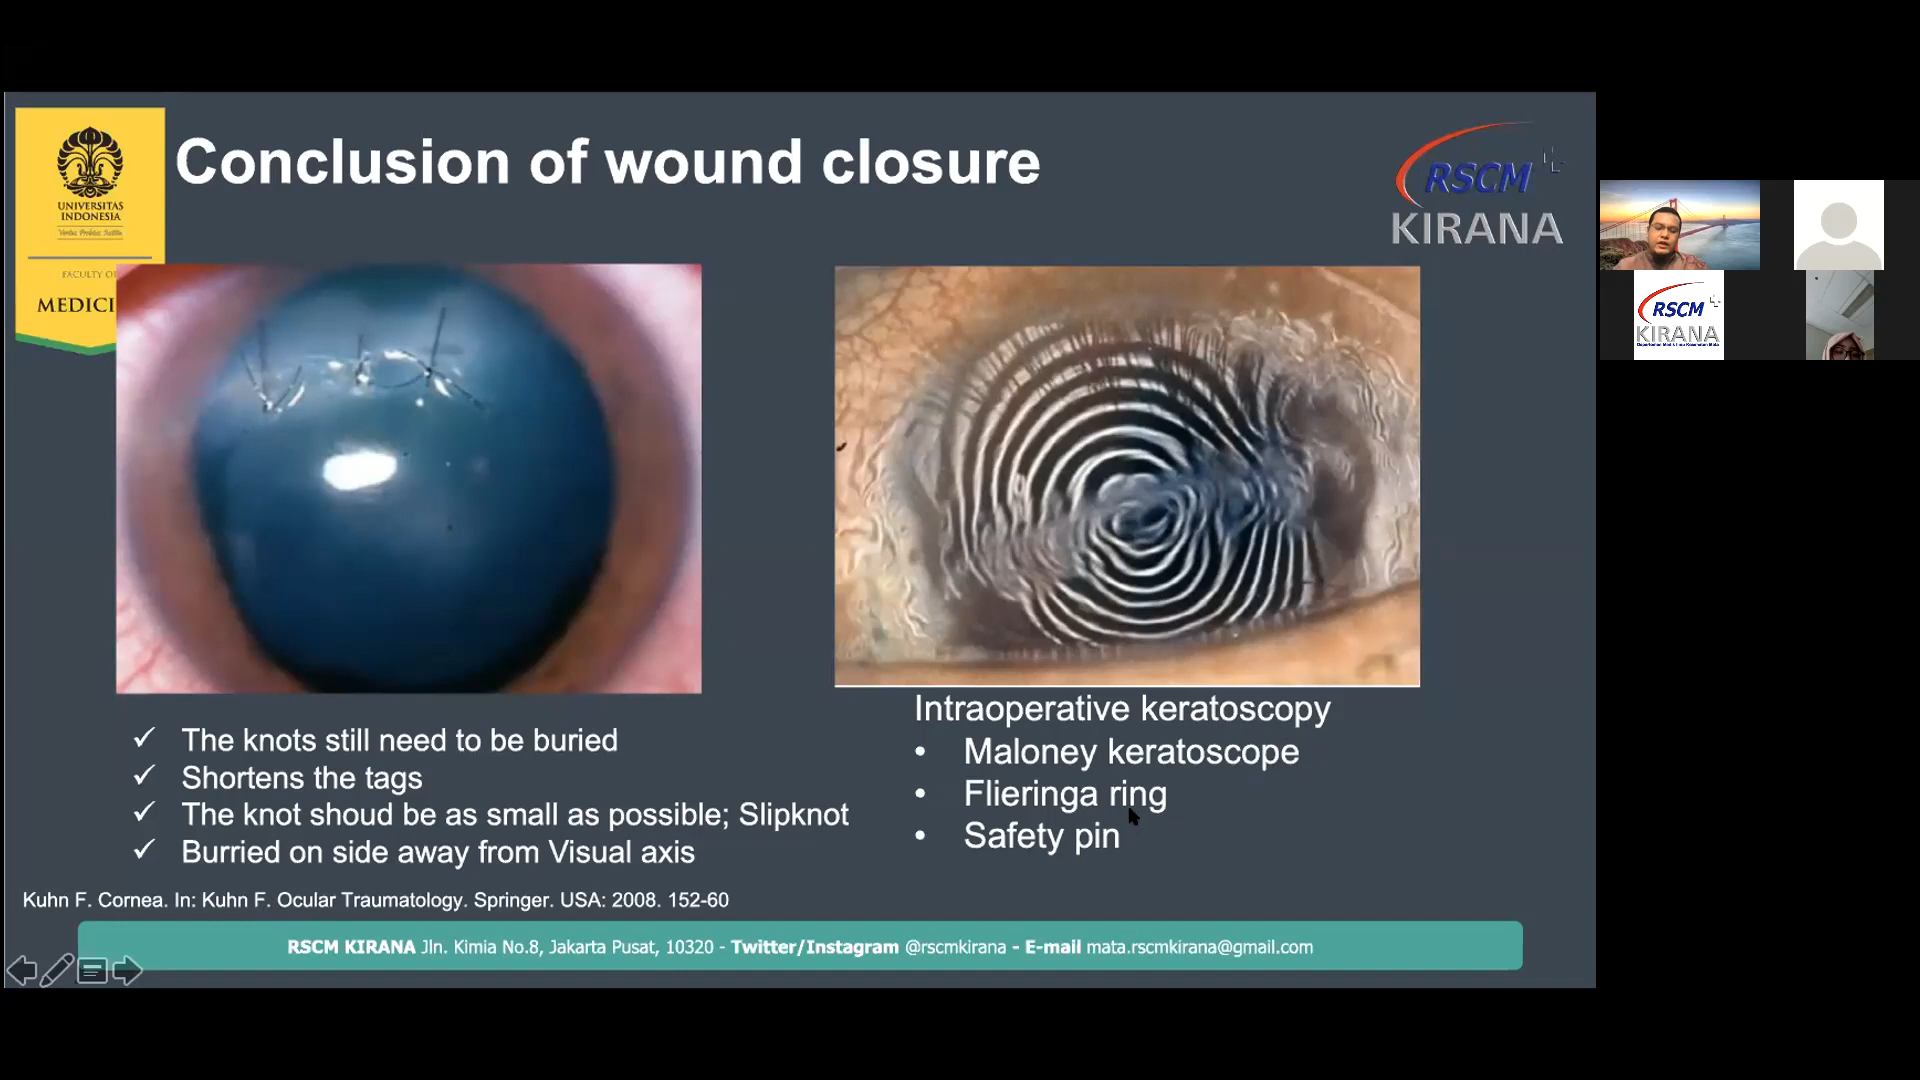 Conclusion of wound closure
UNIVERSITAS
INDONESIA
FACULTY OF
MEDICI
RSCM
KIRANA
The knots still need to be buried
Shortens the tags
The knot shoud be as small as possible; Slipknot
Burried on side away from Visual axis
Intraoperative keratoscopy
• Maloney keratoscope
• Flieringa ring
• Safety pin
Kuhn F. Cornea. In: Kuhn F. Ocular Traumatology. Springer. USA: 2008. 152-60
RSCM KIRANA Jln. Kimia No.8, Jakarta Pusat, 10320 - Twitter/Instagram @rscmkirana - E-mail mata.rscmkirana@gmail.com
RSCM
KIRANA